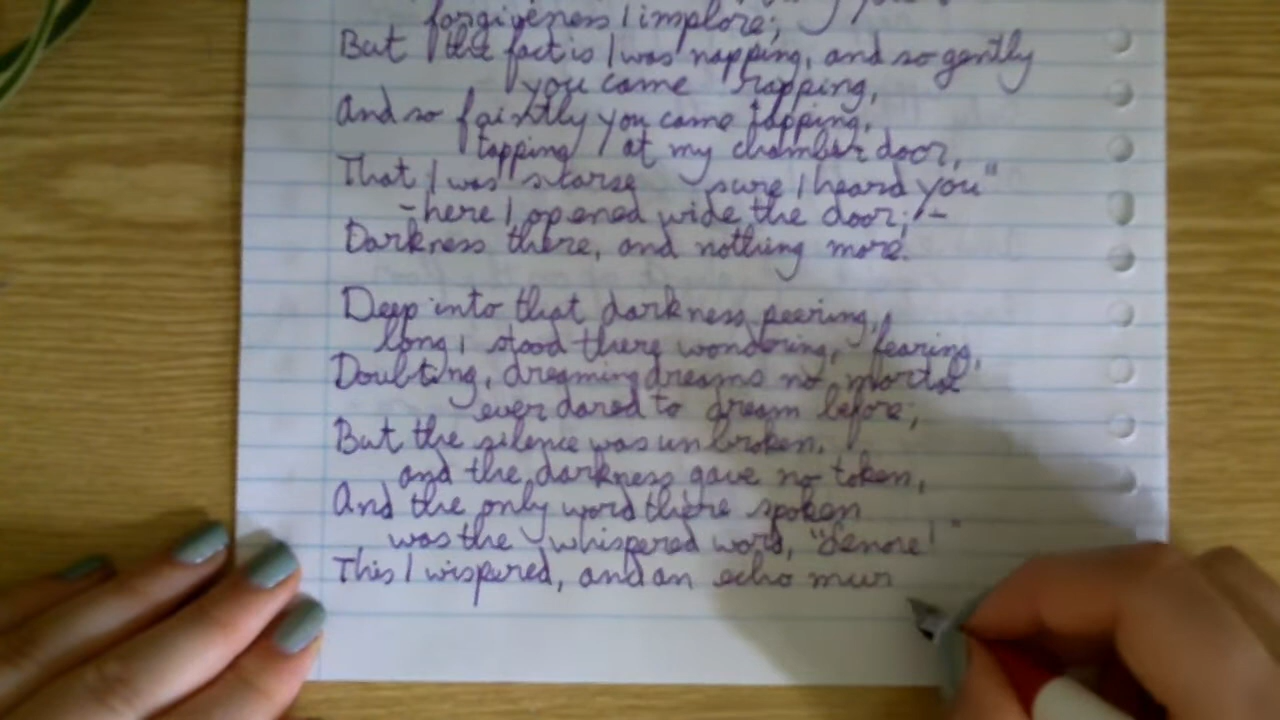 forgiveness I implore;
But the fact is I was napping, and so gently
you came rapping,
And so faintly you came tapping,
tapping at my chamber door,
That I was scarse sure I heard you"
-here I opened wide the door; -
Darkness there, and nothing more.
Deep into that darkness peering,
long I stood there wondering, fearing,
Doubting, dreaming dreams no mortal
ever dared to dream before;
But the silence was unbroken,
and the darkness gave no token,
And the only word there spoken
was the whispered word, "Lenore!"
This I wispered, and an echo mur